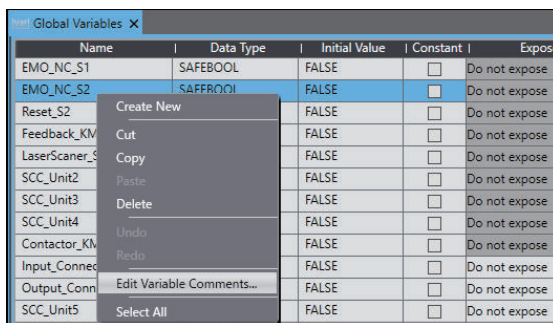 Global Variables X
Name | Data Type | Initial Value | Constant | Expos
EMO_NC_S1 SAFEBOOL FALSE Do not expose
EMO_NC_S2 SAFEBOOL FALSE Do not expose
Reset_S2 FALSE Do not expose
Feedback_KM FALSE Do not expose
LaserScaner_S FALSE Do not expose
SCC_Unit2 FALSE Do not expose
SCC_Unit3 FALSE Do not expose
SCC_Unit4 FALSE Do not expose
Contactor_KM FALSE Do not expose
Input_Connec FALSE Do not expose
Output_Conn FALSE Do not expose
SCC_Unit5 FALSE Do not expose
Create New
Cut
Copy
Paste
Delete
Undo
Redo
Edit Variable Comments...
Select All